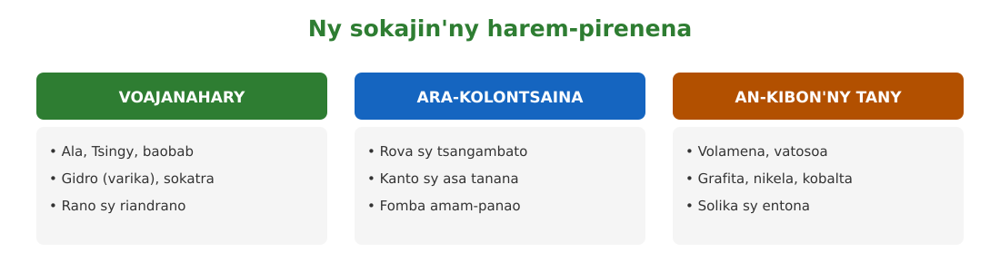 Ny sokajin'ny harem-pirenena
VOAJANAHARY
• Ala, Tsingy, baobab
• Gidro (varika), sokatra
• Rano sy riandrano
ARA-KOLONTSAINA
• Rova sy tsangambato
• Kanto sy asa tanana
• Fomba amam-panao
AN-KIBON'NY TANY
• Volamena, vatosoa
• Grafita, nikela, kobalta
• Solika sy entona